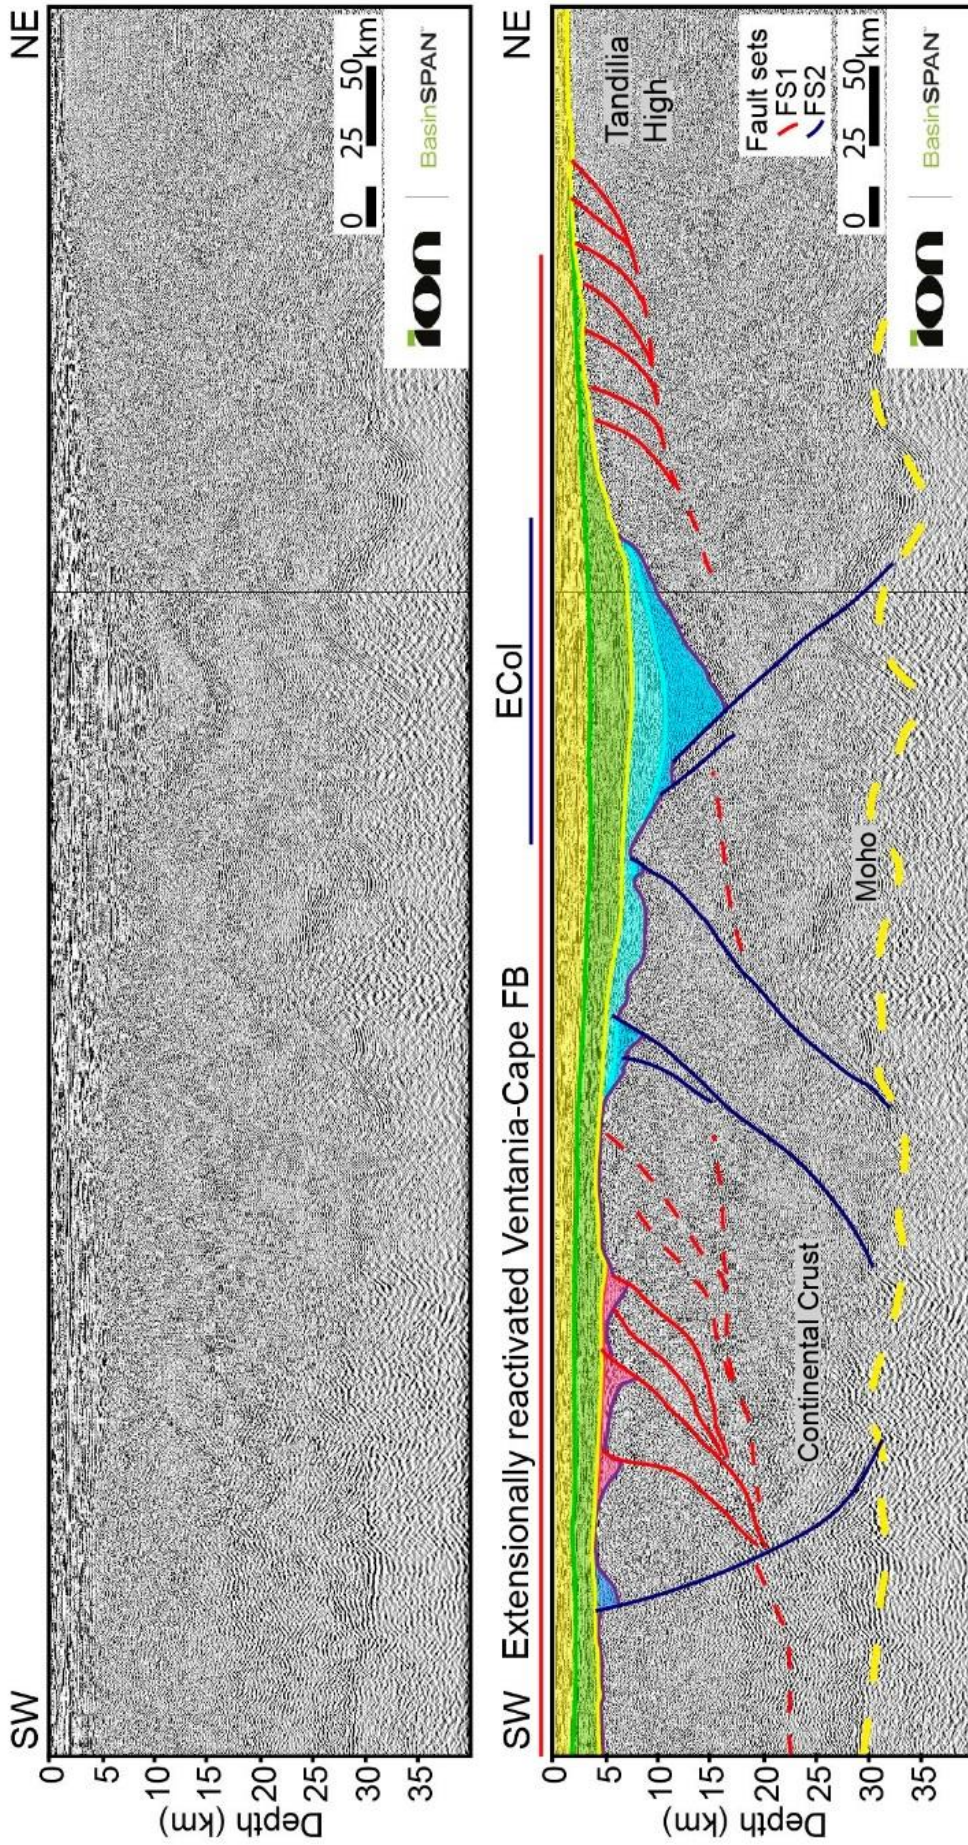 SW
NE
Depth (km)
0
5
10
15
20
25
30
35
0 25 50
km
ion | BasinSPAN™
SW Extensionally reactivated Ventania-Cape FB
ECol
NE
Depth (km)
0
5
10
15
20
25
30
35
Tandilia
High
Fault sets
FS1
FS2
Continental Crust
Moho
0 25 50
km
ion | BasinSPAN™